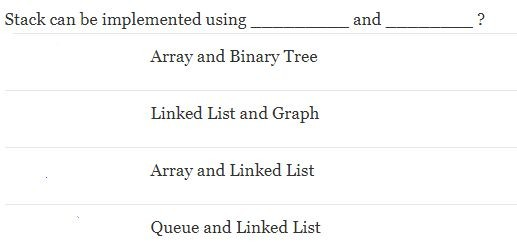 Stack can be implemented using _________ and ________ ?
Array and Binary Tree
Linked List and Graph
Array and Linked List
Queue and Linked List